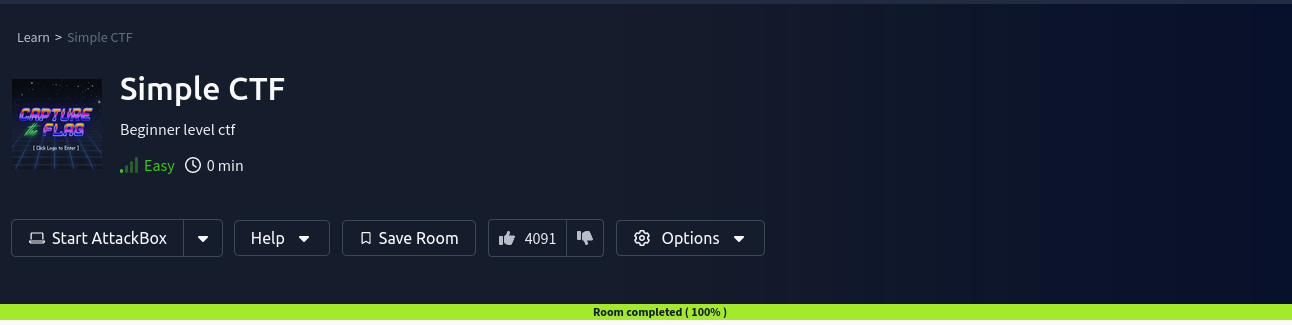 Learn > Simple CTF
Simple CTF
CAPTURE
the FLAG
[ Click Logo to Enter ]
Beginner level ctf
Easy 0 min
Start AttackBox Help Save Room 4091 Options
Room completed ( 100% )